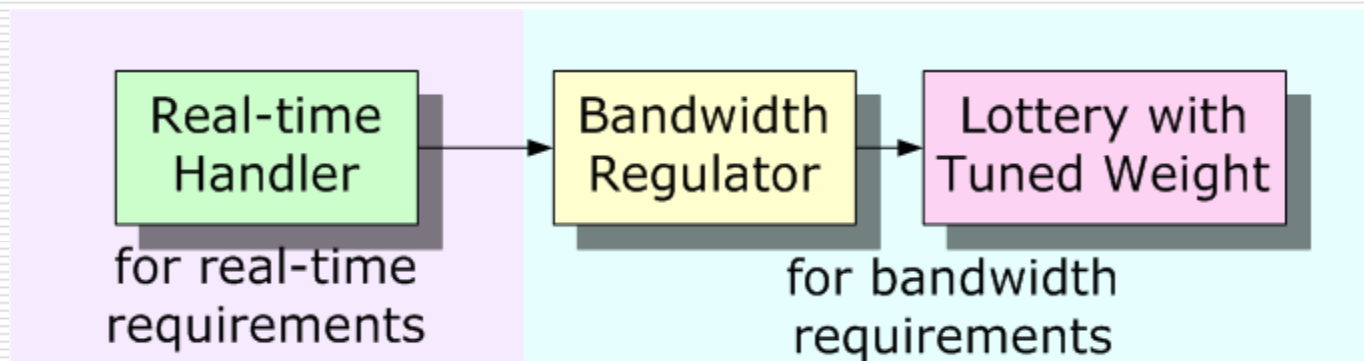 Real-time
Handler
Bandwidth
Regulator
Lottery with
Tuned Weight
for real-time
requirements
for bandwidth
requirements